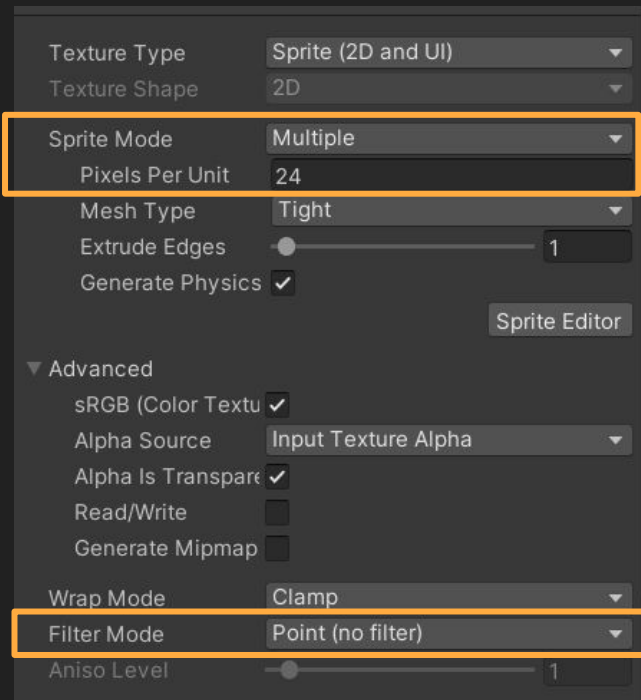 Texture Type Sprite (2D and UI)
Texture Shape 2D
Sprite Mode Multiple
Pixels Per Unit 24
Mesh Type Tight
Extrude Edges 1
Generate Physics
Sprite Editor
Advanced
sRGB (Color Textu
Alpha Source Input Texture Alpha
Alpha Is Transpare
Read/Write
Generate Mipmap
Wrap Mode Clamp
Filter Mode Point (no filter)
Aniso Level 1